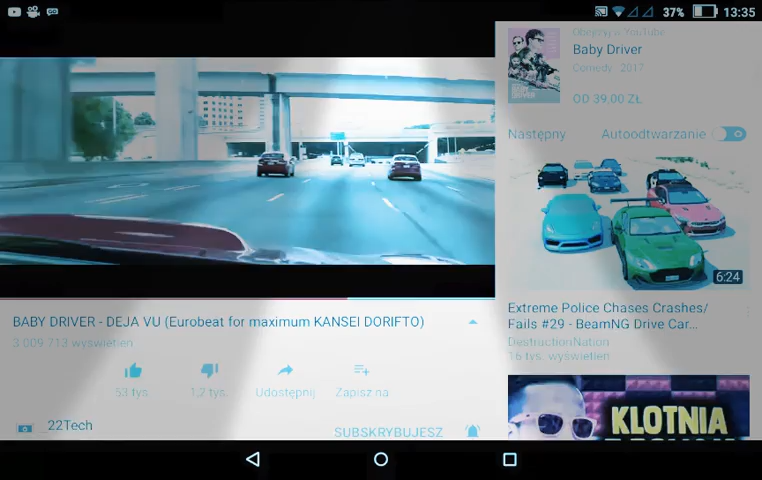 37% 13:35
Obejrzyj w YouTube
Baby Driver
Comedy · 2017
OD 39,00 ZŁ
Następny Autoodtwarzanie
6:24
Extreme Police Chases Crashes/
Fails #29 - BeamNG Drive Car...
DestructionNation
16 tys. wyświetleń
KLOTNIA
BABY DRIVER - DEJA VU (Eurobeat for maximum KANSEI DORIFTO)
3 009 713 wyświetleń
53 tys. 1,2 tys. Udostępnij Zapisz na
_22Tech
SUBSKRYBUJESZ